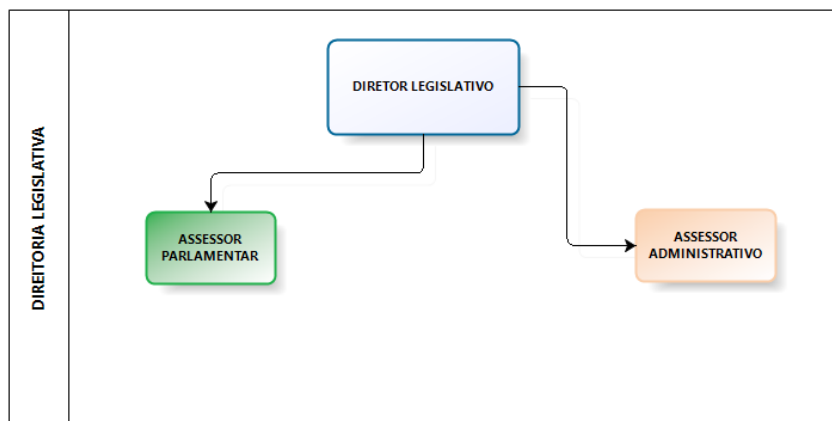 DIREITORIA LEGISLATIVA
DIRETOR LEGISLATIVO
ASSESSOR
PARLAMENTAR
ASSESSOR
ADMINISTRATIVO